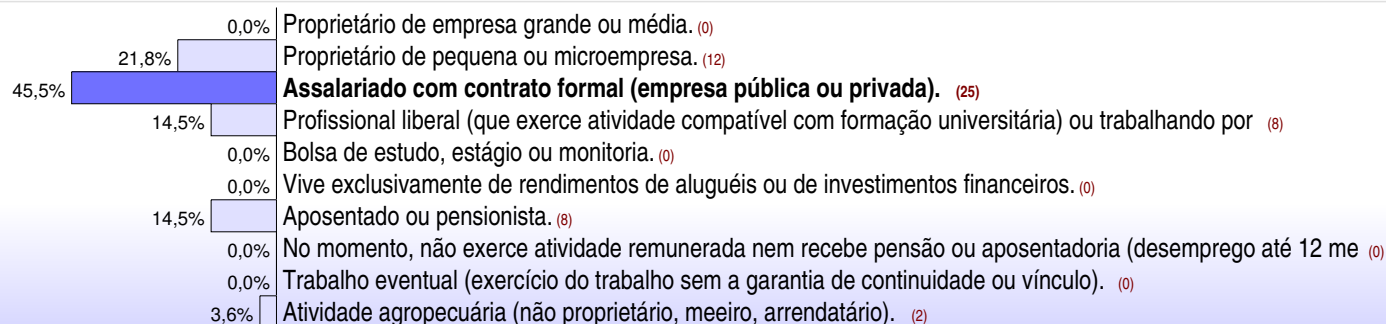 0,0% Proprietário de empresa grande ou média. (0)
21,8% Proprietário de pequena ou microempresa. (12)
45,5% Assalariado com contrato formal (empresa pública ou privada). (25)
14,5% Profissional liberal (que exerce atividade compatível com formação universitária) ou trabalhando por (8)
0,0% Bolsa de estudo, estágio ou monitoria. (0)
0,0% Vive exclusivamente de rendimentos de aluguéis ou de investimentos financeiros. (0)
14,5% Aposentado ou pensionista. (8)
0,0% No momento, não exerce atividade remunerada nem recebe pensão ou aposentadoria (desemprego até 12 me (0)
0,0% Trabalho eventual (exercício do trabalho sem a garantia de continuidade ou vínculo). (0)
3,6% Atividade agropecuária (não proprietário, meeiro, arrendatário). (2)